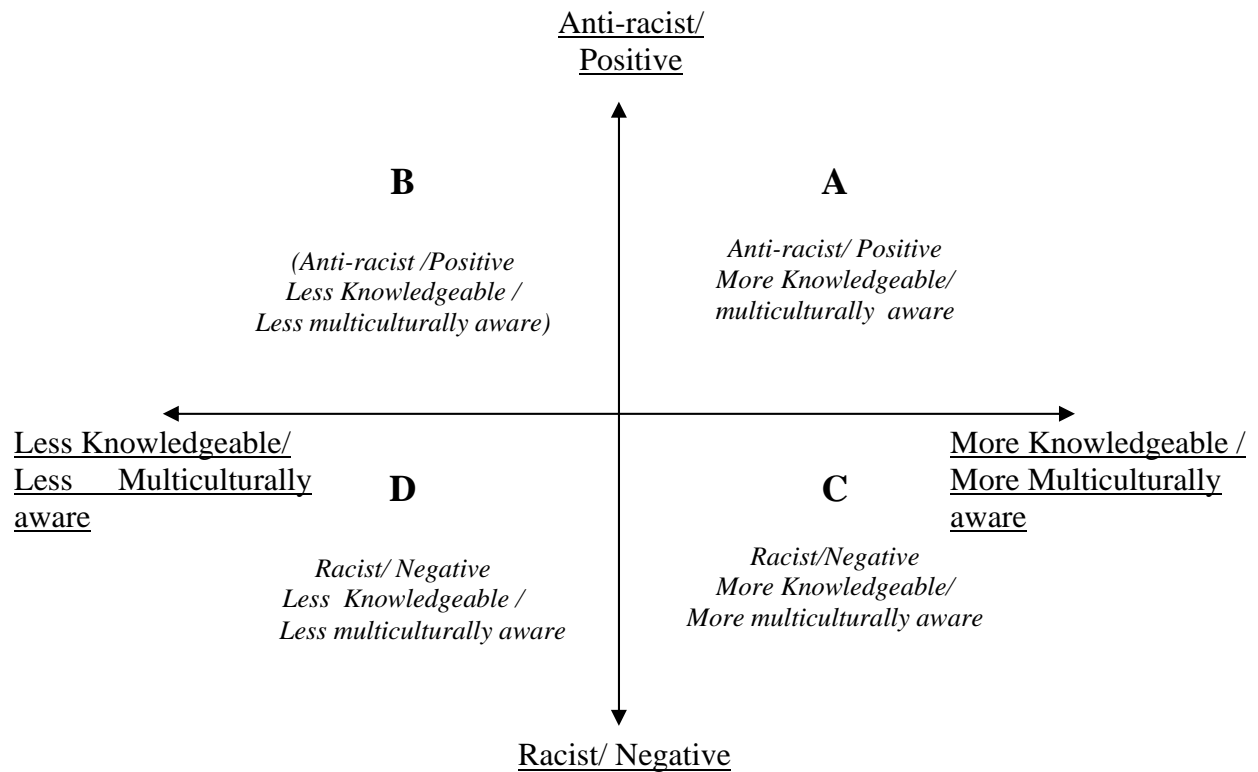 Anti-racist/
Positive
B
A
(Anti-racist /Positive
Less Knowledgeable /
Less multiculturally aware)
Anti-racist/ Positive
More Knowledgeable/
multiculturally aware
Less Knowledgeable/
Less Multiculturally
aware
More Knowledgeable /
More Multiculturally
aware
D
C
Racist/ Negative
Less Knowledgeable /
Less multiculturally aware
Racist/Negative
More Knowledgeable/
More multiculturally aware
Racist/ Negative